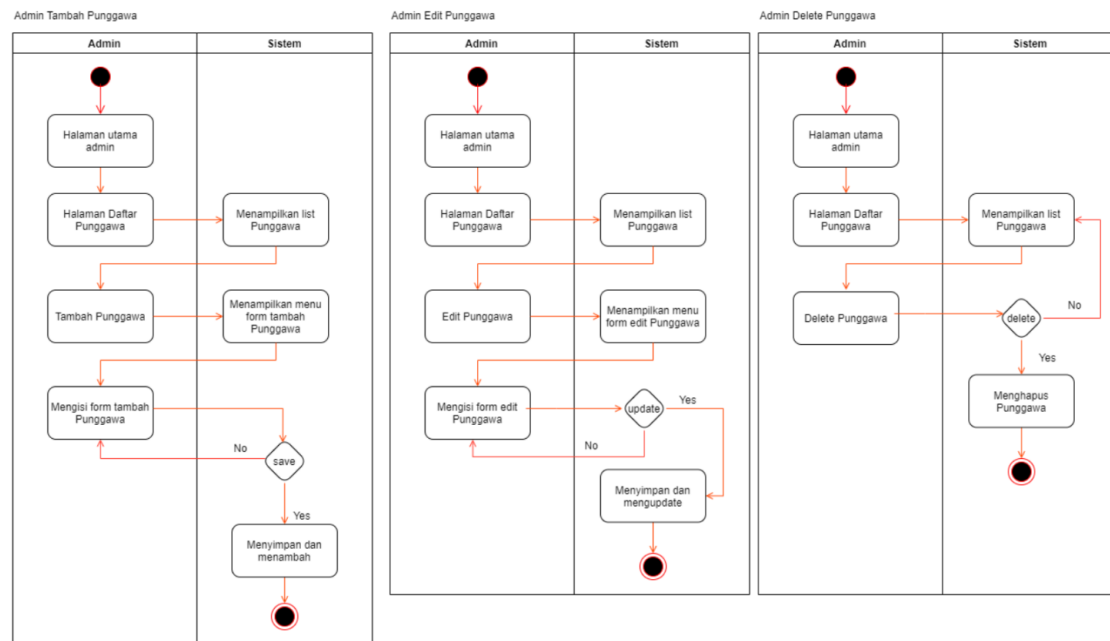 Admin Tambah Punggawa
Admin
Sistem
Halaman utama
admin
Halaman Daftar
Punggawa
Menampilkan list
Punggawa
Tambah Punggawa
Menampilkan menu
form tambah
Punggawa
Mengisi form tambah
Punggawa
No
save
Yes
Menyimpan dan
menambah
Admin Edit Punggawa
Admin
Sistem
Halaman utama
admin
Halaman Daftar
Punggawa
Menampilkan list
Punggawa
Edit Punggawa
Menampilkan menu
form edit Punggawa
Mengisi form edit
Punggawa
update
Yes
No
Menyimpan dan
mengupdate
Admin Delete Punggawa
Admin
Sistem
Halaman utama
admin
Halaman Daftar
Punggawa
Menampilkan list
Punggawa
Delete Punggawa
delete
No
Yes
Menghapus
Punggawa